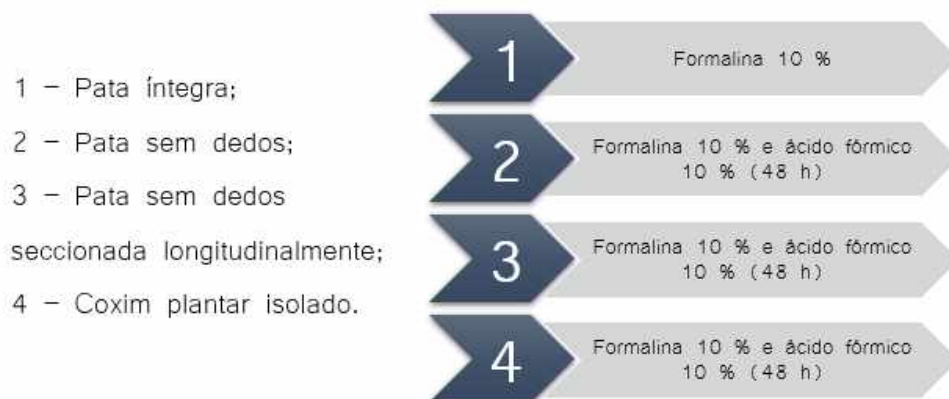 1 - Pata íntegra;
2 - Pata sem dedos;
3 - Pata sem dedos
seccionada longitudinalmente;
4 - Coxim plantar isolado.
1
Formalina 10 %
2
Formalina 10 % e ácido fórmico
10 % (48 h)
3
Formalina 10 % e ácido fórmico
10 % (48 h)
4
Formalina 10 % e ácido fórmico
10 % (48 h)